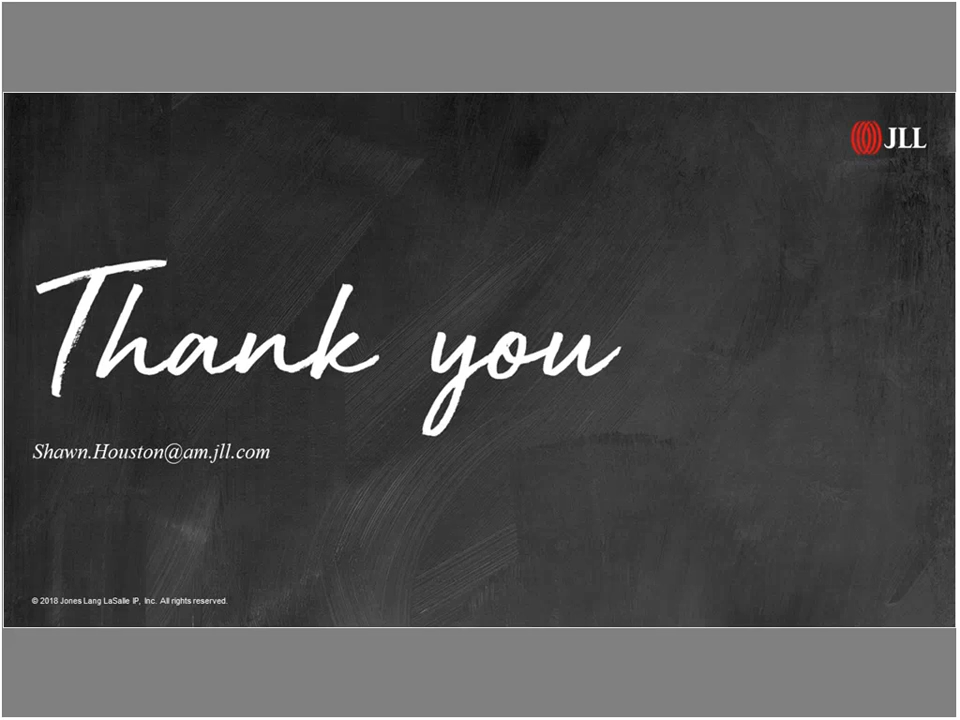 JLL
Thank you
Shawn.Houston@am.jll.com
© 2018 Jones Lang LaSalle IP, Inc. All rights reserved.